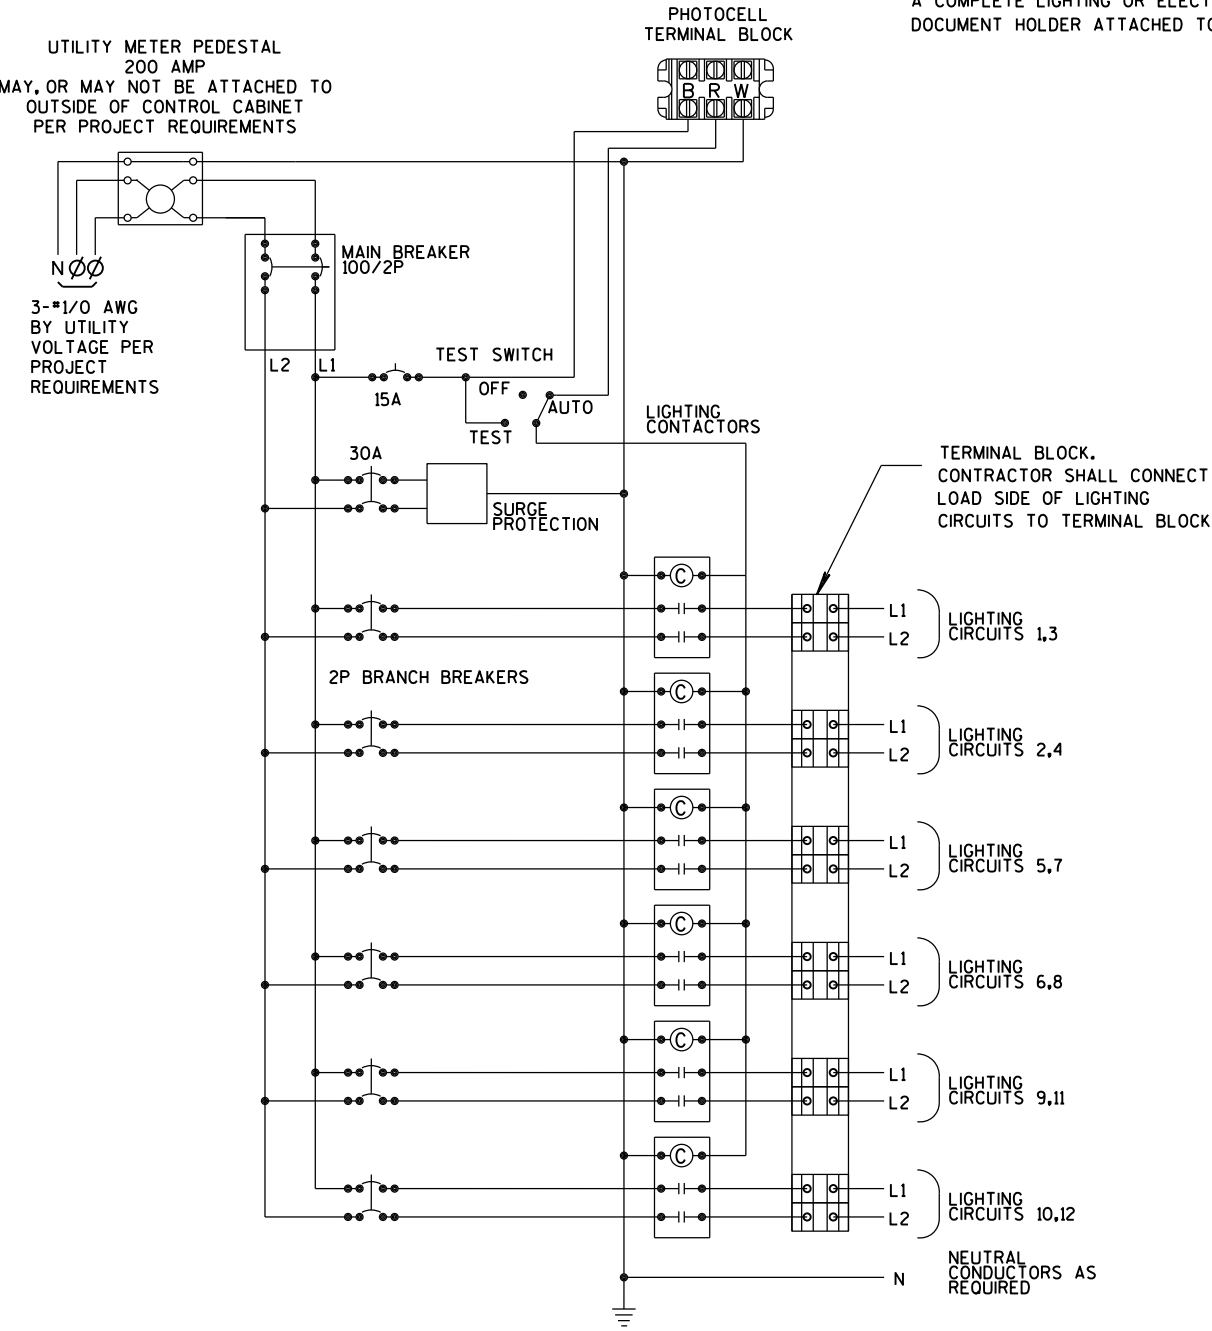 A COMPLETE LIGHTING OR ELECT
DOCUMENT HOLDER ATTACHED TO
PHOTOCELL
TERMINAL BLOCK
B R W
UTILITY METER PEDESTAL
200 AMP
MAY, OR MAY NOT BE ATTACHED TO
OUTSIDE OF CONTROL CABINET
PER PROJECT REQUIREMENTS
N
3-#1/0 AWG
BY UTILITY
VOLTAGE PER
PROJECT
REQUIREMENTS
MAIN BREAKER
100/2P
L2
L1
TEST SWITCH
15A
OFF
AUTO
TEST
LIGHTING
CONTACTORS
30A
SURGE
PROTECTION
TERMINAL BLOCK.
CONTRACTOR SHALL CONNECT
LOAD SIDE OF LIGHTING
CIRCUITS TO TERMINAL BLOCK
C
L1
L2
LIGHTING
CIRCUITS 1,3
2P BRANCH BREAKERS
C
L1
L2
LIGHTING
CIRCUITS 2,4
C
L1
L2
LIGHTING
CIRCUITS 5,7
C
L1
L2
LIGHTING
CIRCUITS 6,8
C
L1
L2
LIGHTING
CIRCUITS 9,11
C
L1
L2
LIGHTING
CIRCUITS 10,12
N
NEUTRAL
CONDUCTORS AS
REQUIRED